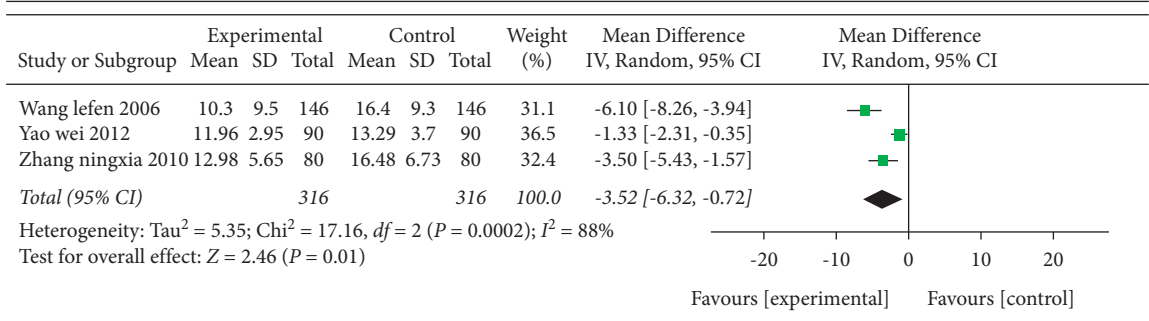 Experimental Control Weight Mean Difference Mean Difference
Study or Subgroup Mean SD Total Mean SD Total (%) IV, Random, 95% CI IV, Random, 95% CI
Wang lefen 2006 10.3 9.5 146 16.4 9.3 146 31.1 -6.10 [-8.26, -3.94]
Yao wei 2012 11.96 2.95 90 13.29 3.7 90 36.5 -1.33 [-2.31, -0.35]
Zhang ningxia 2010 12.98 5.65 80 16.48 6.73 80 32.4 -3.50 [-5.43, -1.57]
Total (95% CI) 316 316 100.0 -3.52 [-6.32, -0.72]
Heterogeneity: Tau² = 5.35; Chi² = 17.16, df = 2 (P = 0.0002); I² = 88%
Test for overall effect: Z = 2.46 (P = 0.01)
-20 -10 0 10 20
Favours [experimental] Favours [control]